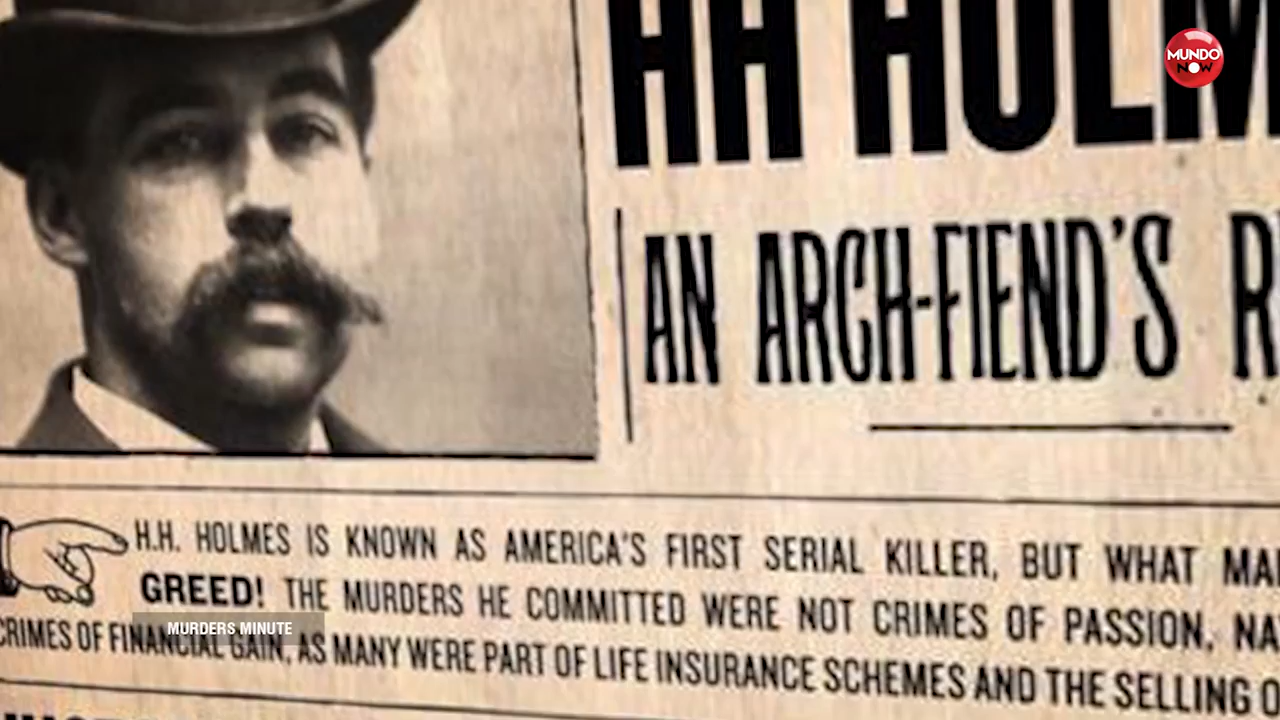 MUNDO
NOW
HH HOLM
AN ARCH-FIEND'S R
H.H. HOLMES IS KNOWN AS AMERICA'S FIRST SERIAL KILLER, BUT WHAT MA
GREED! THE MURDERS HE COMMITTED WERE NOT CRIMES OF PASSION, NA
CRIMES OF FINANCIAL GAIN, AS MANY WERE PART OF LIFE INSURANCE SCHEMES AND THE SELLING O
MURDERS MINUTE